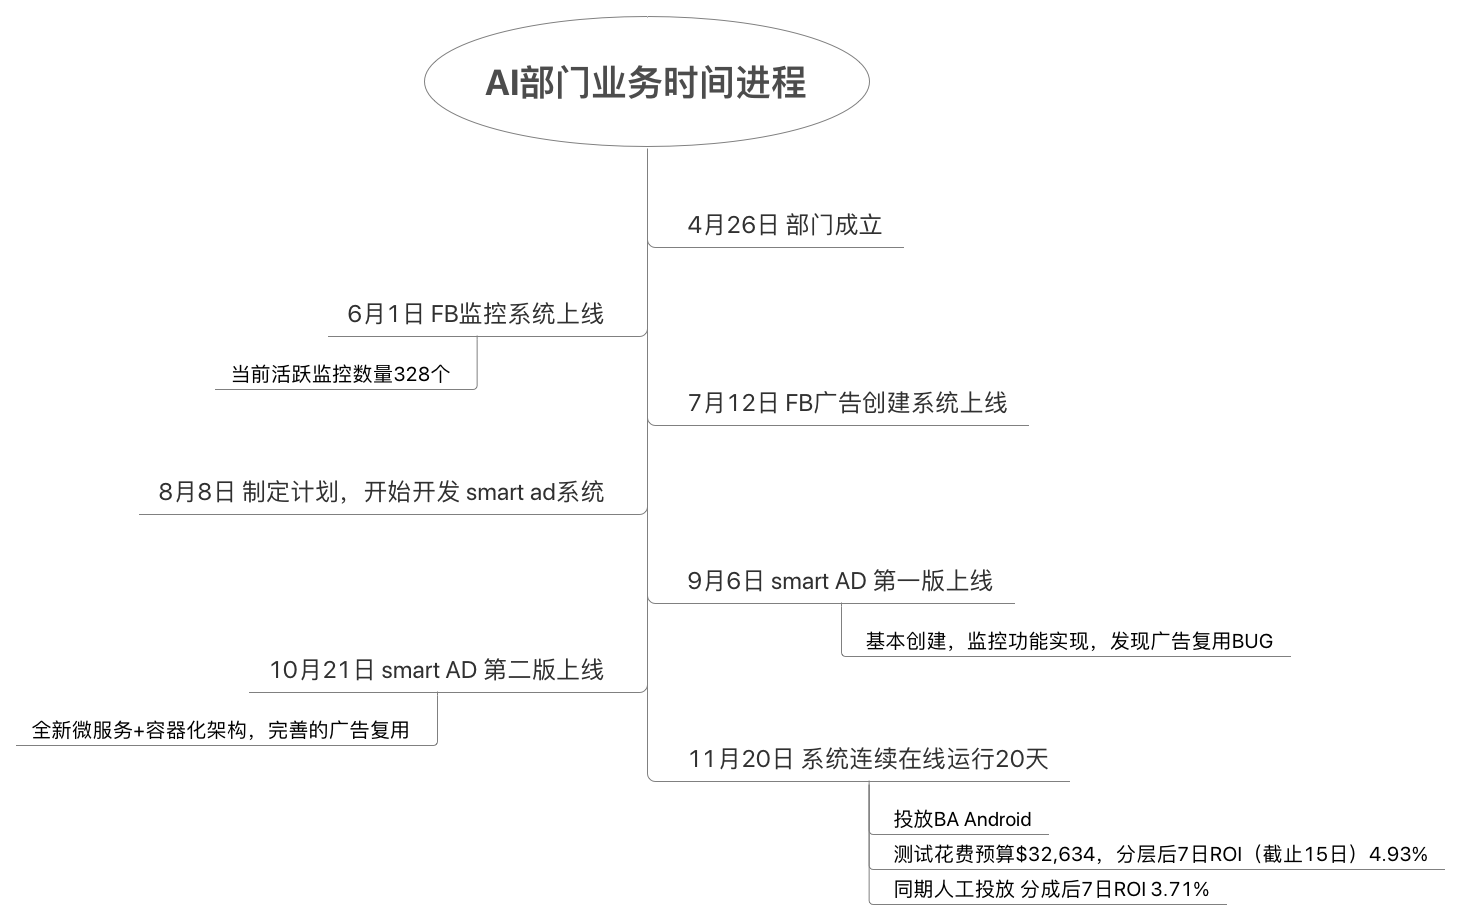 AI部门业务时间进程
4月26日 部门成立
6月1日 FB监控系统上线
当前活跃监控数量328个
7月12日 FB广告创建系统上线
8月8日 制定计划，开始开发 smart ad系统
9月6日 smart AD 第一版上线
基本创建，监控功能实现，发现广告复用BUG
10月21日 smart AD 第二版上线
全新微服务+容器化架构，完善的广告复用
11月20日 系统连续在线运行20天
投放BA Android
测试花费预算$32,634，分层后7日ROI（截止15日）4.93%
同期人工投放 分成后7日ROI 3.71%